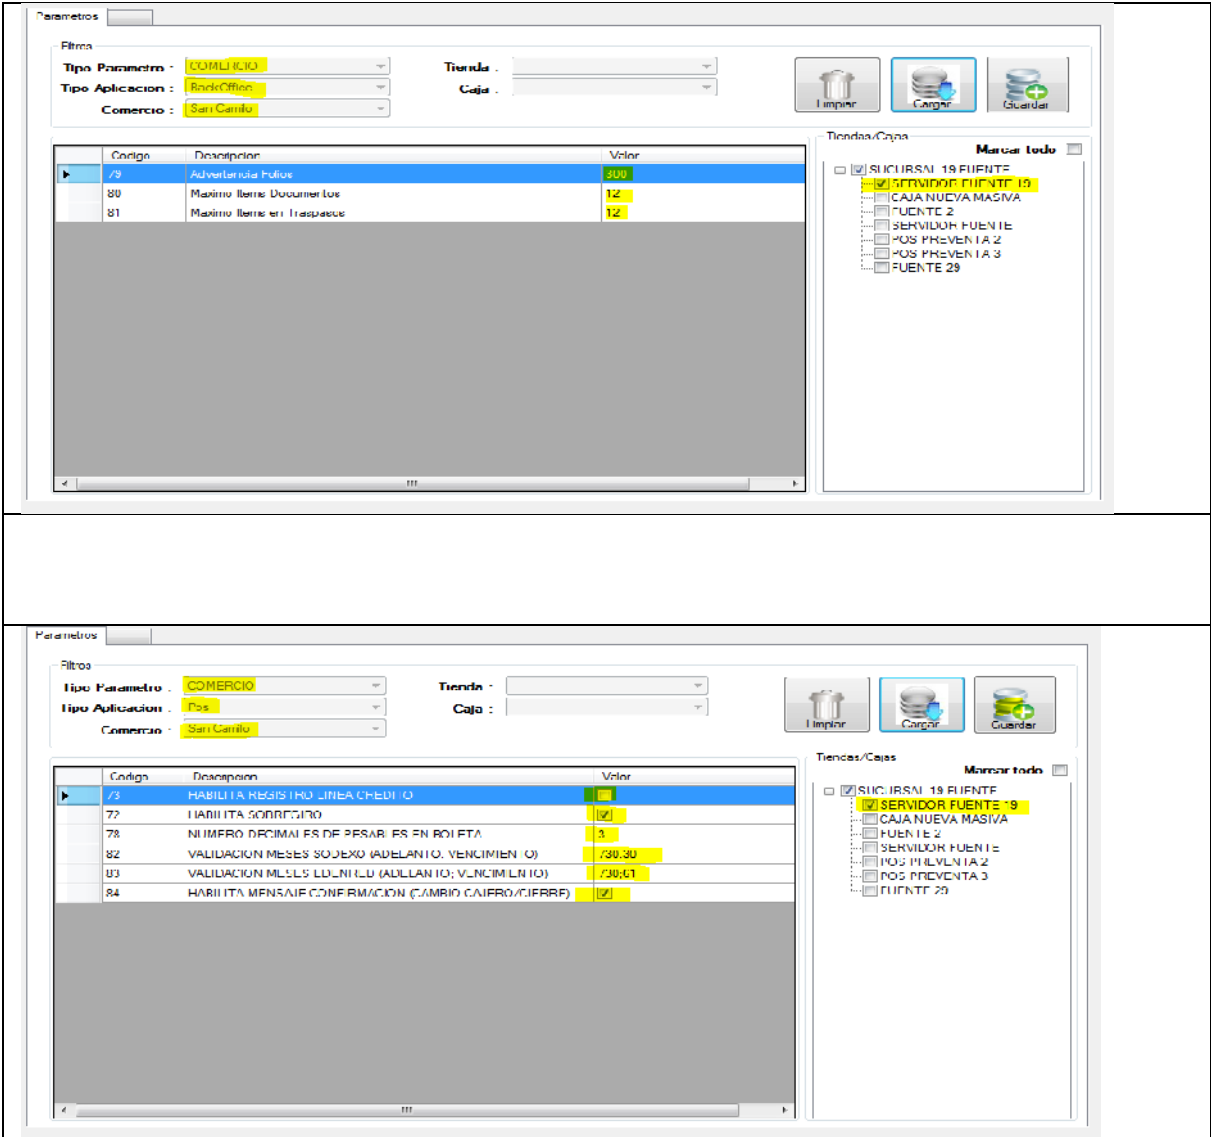 Parametros
Filtros
Tipo Parametro : COMERCIO Tienda :
Tipo Aplicacion : BackOffice Caja :
Comercio : San Camilo
Limpiar Cargar Guardar
Tiendas/Cajas
Marcar todo
Codigo Descripcion Valor
79 Advertencia Folios 300
80 Maximo Items Documentos 12
81 Maximo Items en Traspasos 12
SUCURSAL 19 FUENTE
SERVIDOR FUENTE 19
CAJA NUEVA MASIVA
FUENTE 2
SERVIDOR FUENTE
POS PREVENTA 2
POS PREVENTA 3
FUENTE 29
Parametros
Filtros
Tipo Parametro : COMERCIO Tienda :
Tipo Aplicacion : Pos Caja :
Comercio : San Camilo
Limpiar Cargar Guardar
Tiendas/Cajas
Marcar todo
Codigo Descripcion Valor
73 HABILITA REGISTRO LINEA CREDITO
72 HABILITA SOBREGIRO
78 NUMERO DECIMALES DE PESABLES EN BOLETA 3
82 VALIDACION MESES SODEXO (ADELANTO; VENCIMIENTO) 730;30
83 VALIDACION MESES EDENRED (ADELANTO; VENCIMIENTO) 730;61
84 HABILITA MENSAJE CONFIRMACION (CAMBIO CAJERO/CIERRE)
SUCURSAL 19 FUENTE
SERVIDOR FUENTE 19
CAJA NUEVA MASIVA
FUENTE 2
SERVIDOR FUENTE
POS PREVENTA 2
POS PREVENTA 3
FUENTE 29